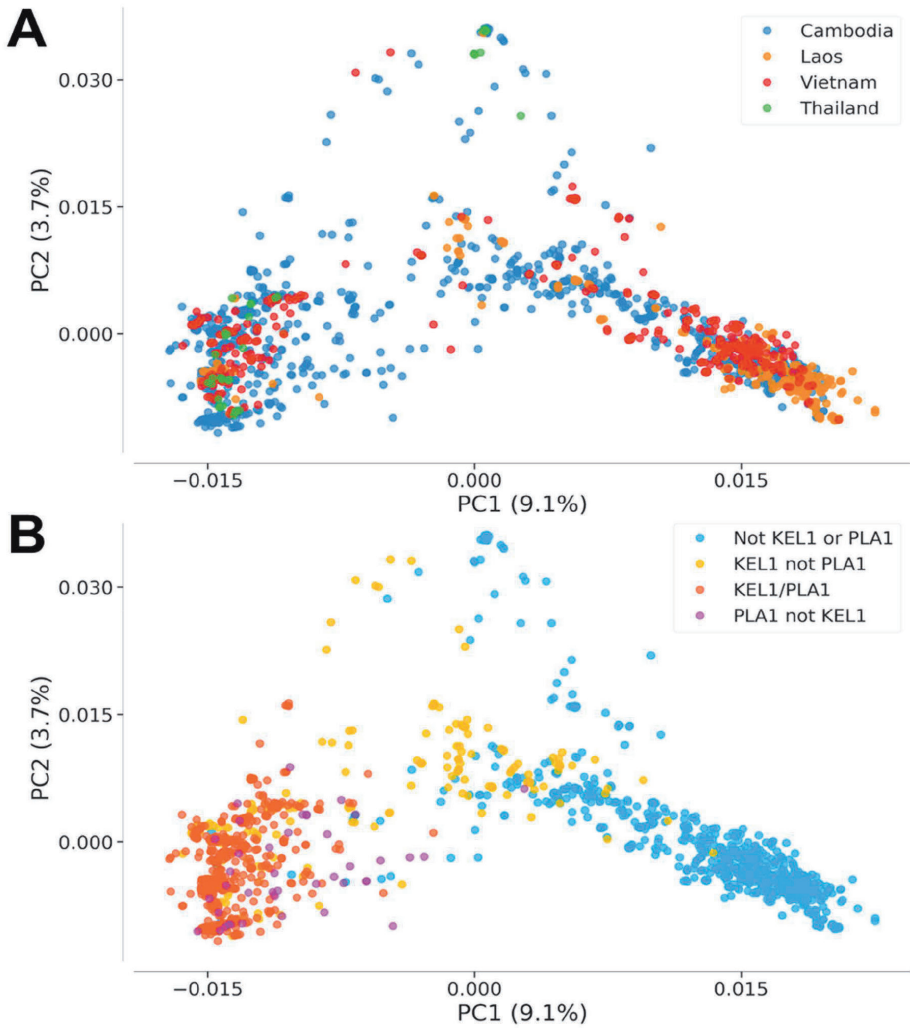 A
Cambodia
Laos
Vietnam
Thailand
0.030
0.015
0.000
PC2 (3.7%)
−0.015 0.000 0.015
PC1 (9.1%)
B
Not KEL1 or PLA1
KEL1 not PLA1
KEL1/PLA1
PLA1 not KEL1
0.030
0.015
0.000
PC2 (3.7%)
−0.015 0.000 0.015
PC1 (9.1%)